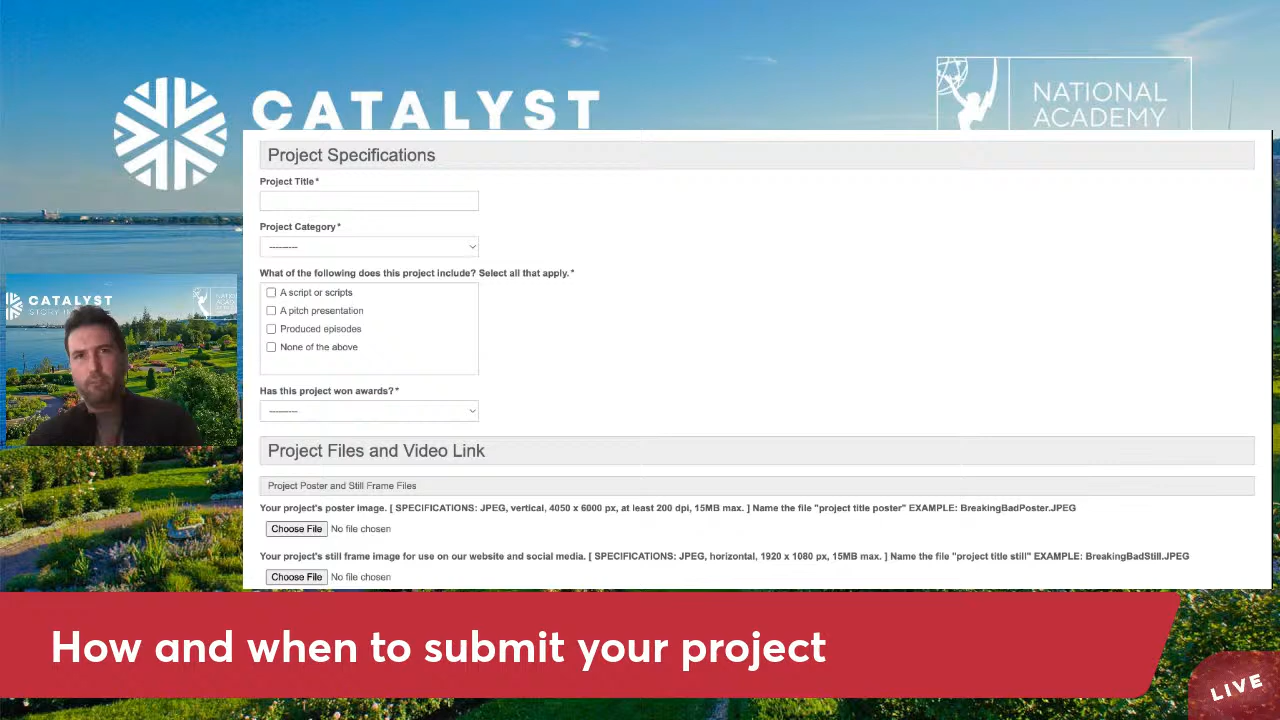 CATALYST
NATIONAL
ACADEMY
Project Specifications
Project Title*
Project Category*
---------
What of the following does this project include? Select all that apply.*
A script or scripts
A pitch presentation
Produced episodes
None of the above
Has this project won awards?*
---------
Project Files and Video Link
Project Poster and Still Frame Files
Your project's poster image. [ SPECIFICATIONS: JPEG, vertical, 4050 x 6000 px, at least 200 dpi, 15MB max. ] Name the file "project title poster" EXAMPLE: BreakingBadPoster.JPEG
Choose File No file chosen
Your project's still frame image for use on our website and social media. [ SPECIFICATIONS: JPEG, horizontal, 1920 x 1080 px, 15MB max. ] Name the file "project title still" EXAMPLE: BreakingBadStill.JPEG
Choose File No file chosen
CATALYST
How and when to submit your project
LIVE